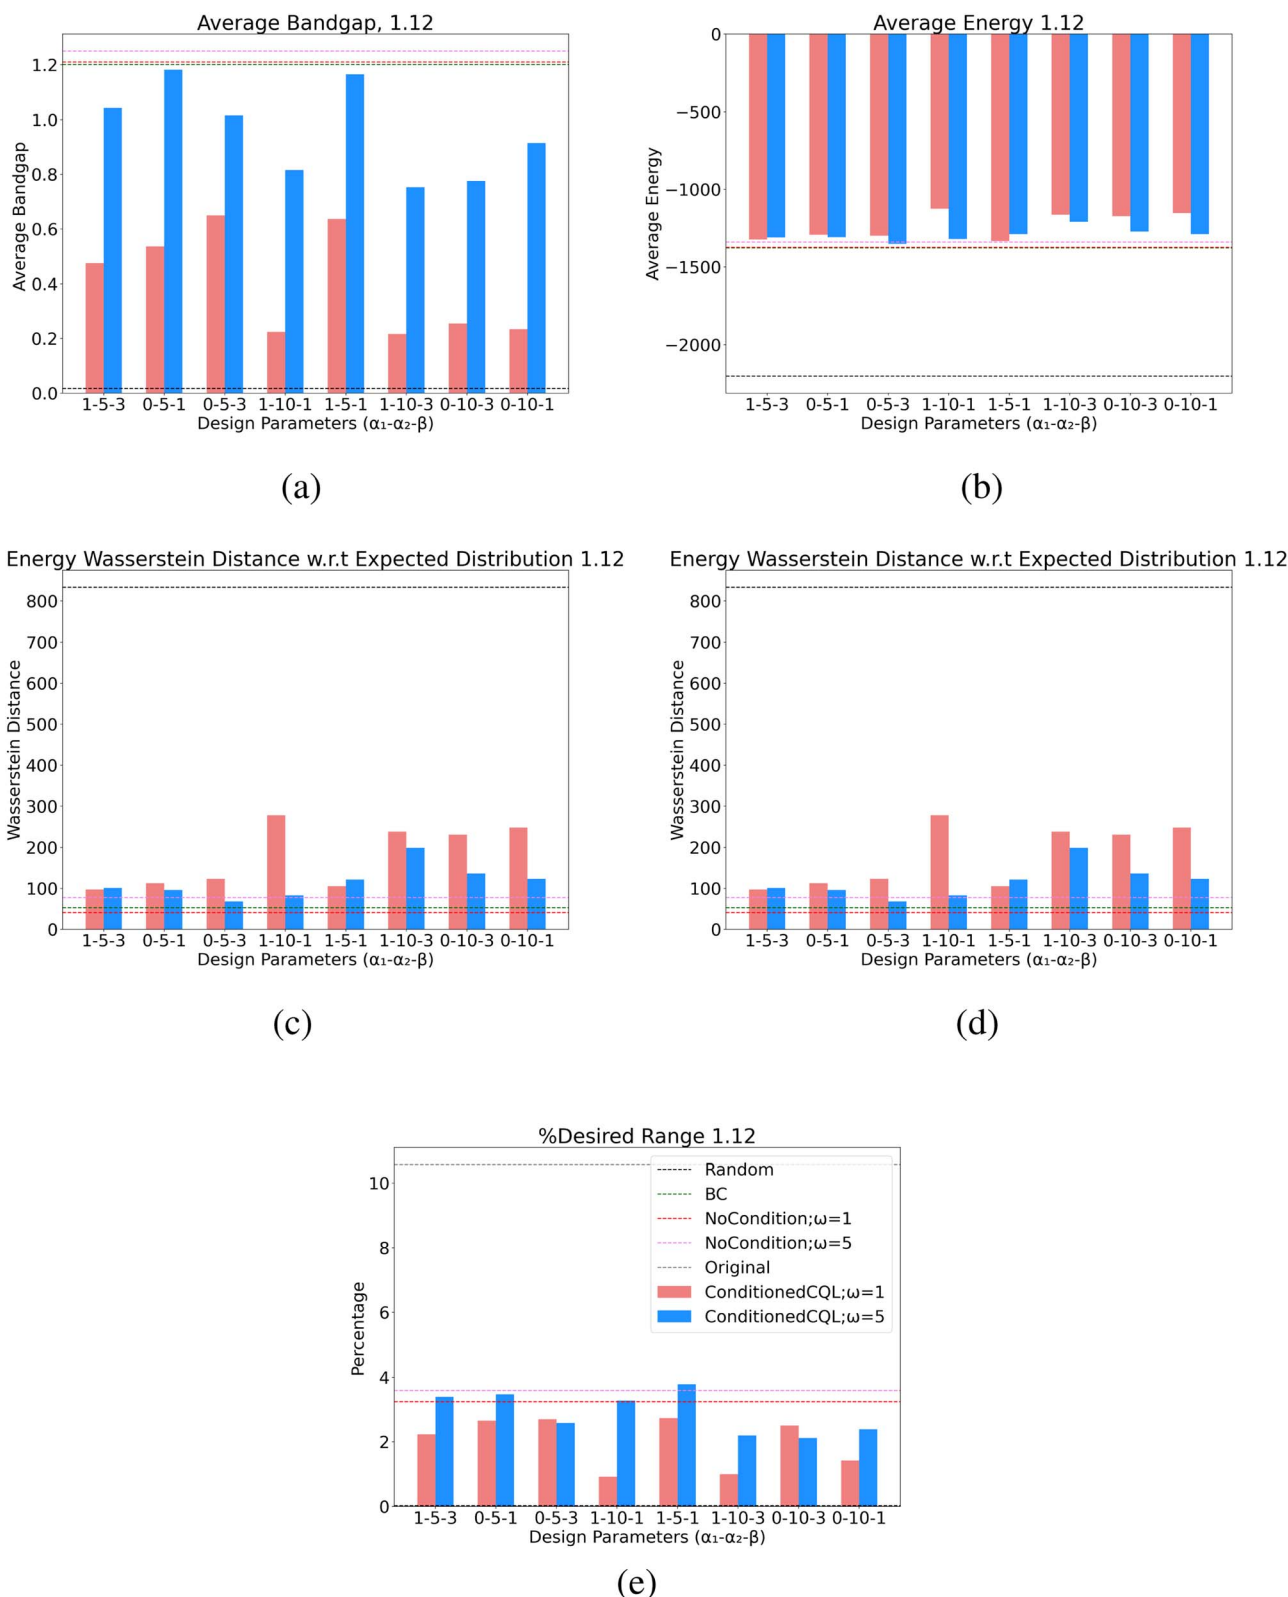 Average Bandgap, 1.12
Average Bandgap
1.2
1.0
0.8
0.6
0.4
0.2
0.0
1-5-3 0-5-1 0-5-3 1-10-1 1-5-1 1-10-3 0-10-3 0-10-1
Design Parameters (α₁-α₂-β)
(a)
Average Energy 1.12
Average Energy
0
−500
−1000
−1500
−2000
1-5-3 0-5-1 0-5-3 1-10-1 1-5-1 1-10-3 0-10-3 0-10-1
Design Parameters (α₁-α₂-β)
(b)
Energy Wasserstein Distance w.r.t Expected Distribution 1.12
Wasserstein Distance
800
700
600
500
400
300
200
100
0
1-5-3 0-5-1 0-5-3 1-10-1 1-5-1 1-10-3 0-10-3 0-10-1
Design Parameters (α₁-α₂-β)
(c)
Energy Wasserstein Distance w.r.t Expected Distribution 1.12
Wasserstein Distance
800
700
600
500
400
300
200
100
0
1-5-3 0-5-1 0-5-3 1-10-1 1-5-1 1-10-3 0-10-3 0-10-1
Design Parameters (α₁-α₂-β)
(d)
%Desired Range 1.12
Percentage
10
8
6
4
2
0
Random
BC
NoCondition;ω=1
NoCondition;ω=5
Original
ConditionedCQL;ω=1
ConditionedCQL;ω=5
1-5-3 0-5-1 0-5-3 1-10-1 1-5-1 1-10-3 0-10-3 0-10-1
Design Parameters (α₁-α₂-β)
(e)